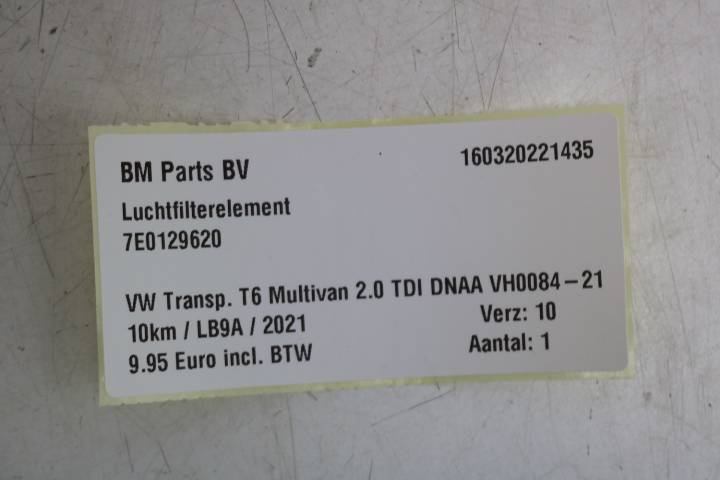 BM Parts BV 160320221435
Luchtfilterelement
7E0129620
VW Transp. T6 Multivan 2.0 TDI DNAA VH0084-21
10km / LB9A / 2021 Verz: 10
9.95 Euro incl. BTW Aantal: 1